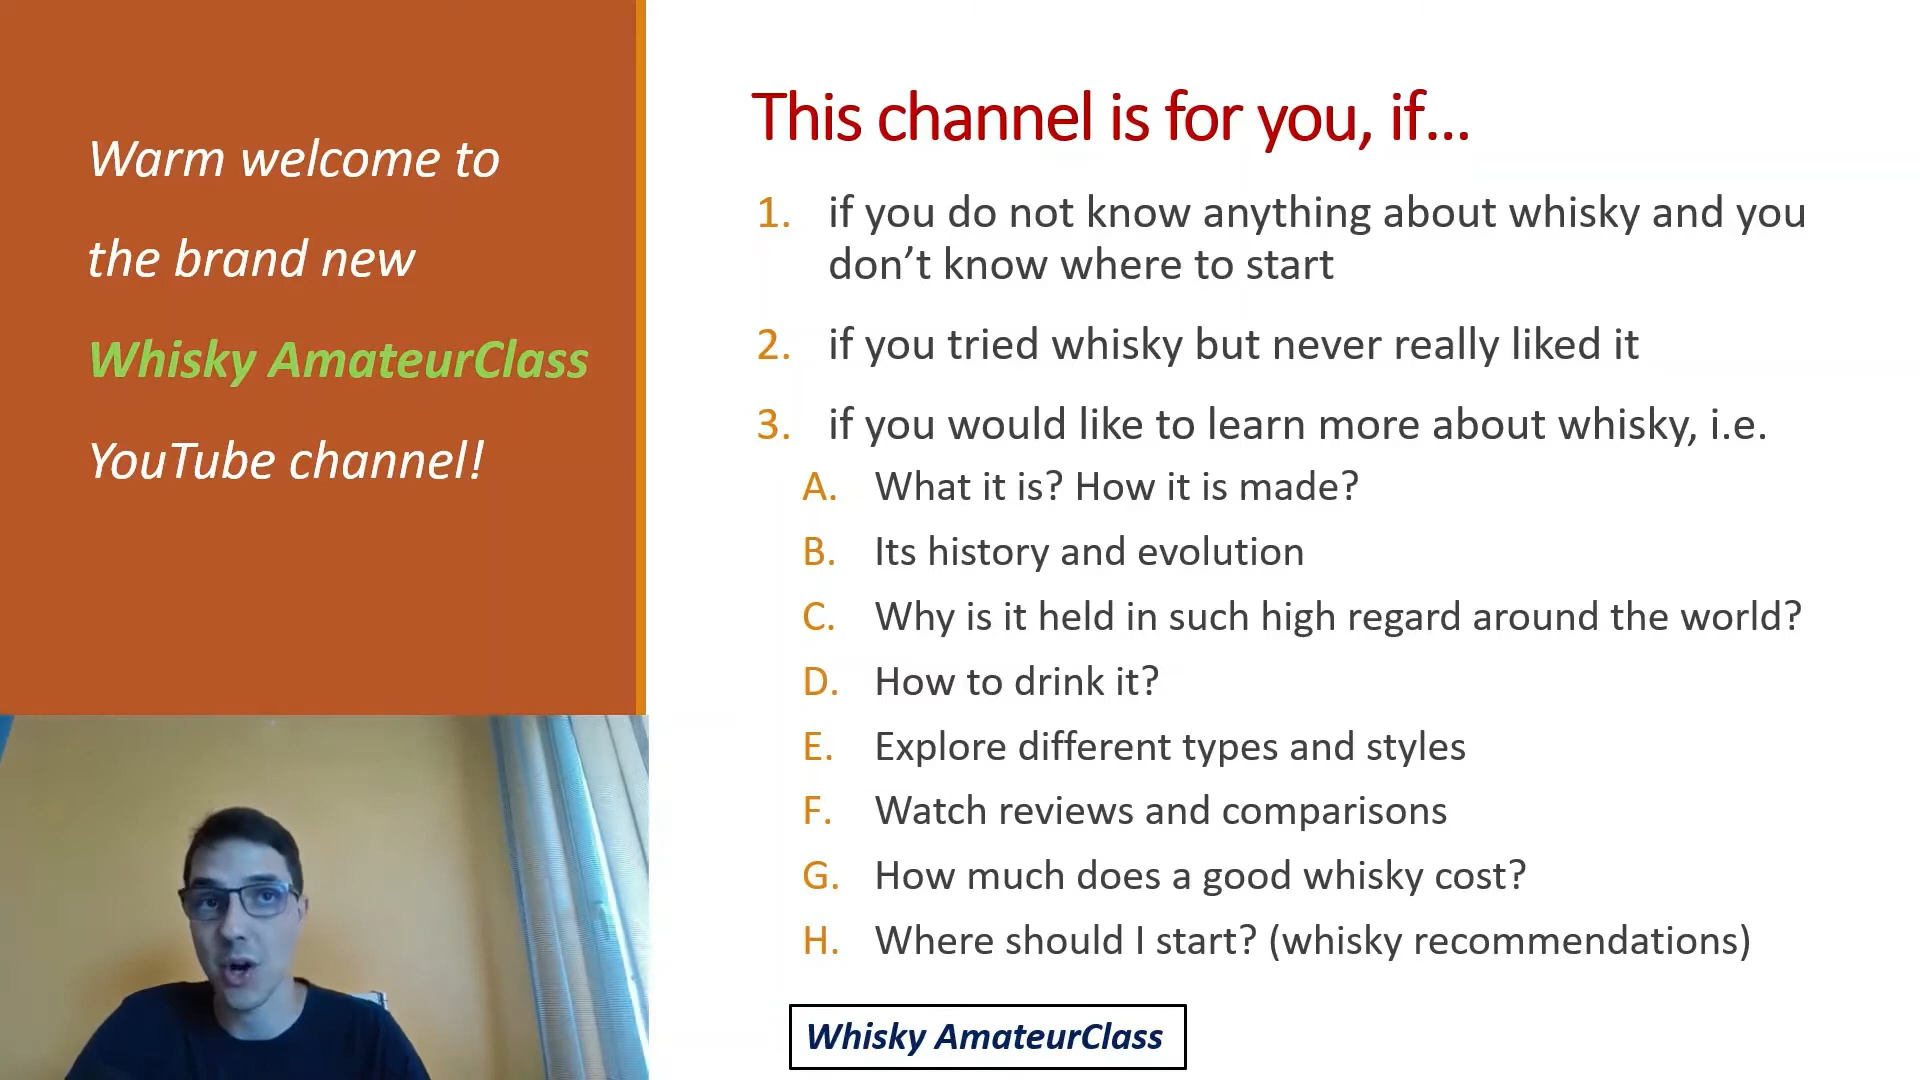 Warm welcome to
the brand new
Whisky AmateurClass
YouTube channel!
This channel is for you, if...
1. if you do not know anything about whisky and you
don’t know where to start
2. if you tried whisky but never really liked it
3. if you would like to learn more about whisky, i.e.
A. What it is? How it is made?
B. Its history and evolution
C. Why is it held in such high regard around the world?
D. How to drink it?
E. Explore different types and styles
F. Watch reviews and comparisons
G. How much does a good whisky cost?
H. Where should I start? (whisky recommendations)
Whisky AmateurClass